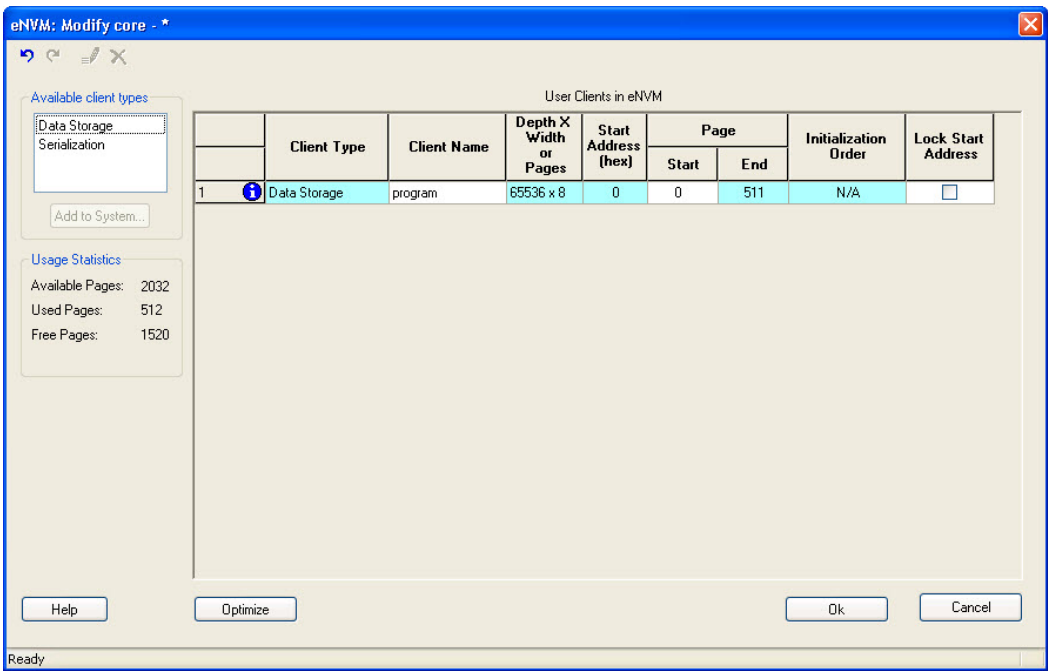 eNVM: Modify core - *
Available client types
Data Storage
Serialization
Add to System...
Usage Statistics
Available Pages: 2032
Used Pages: 512
Free Pages: 1520
User Clients in eNVM
Client Type
Client Name
Depth X
Width
or
Pages
Start
Address
(hex)
Page
Start End
Initialization
Order
Lock Start
Address
1 Data Storage program 65536 x 8 0 0 511 N/A
Help Optimize Ok Cancel
Ready